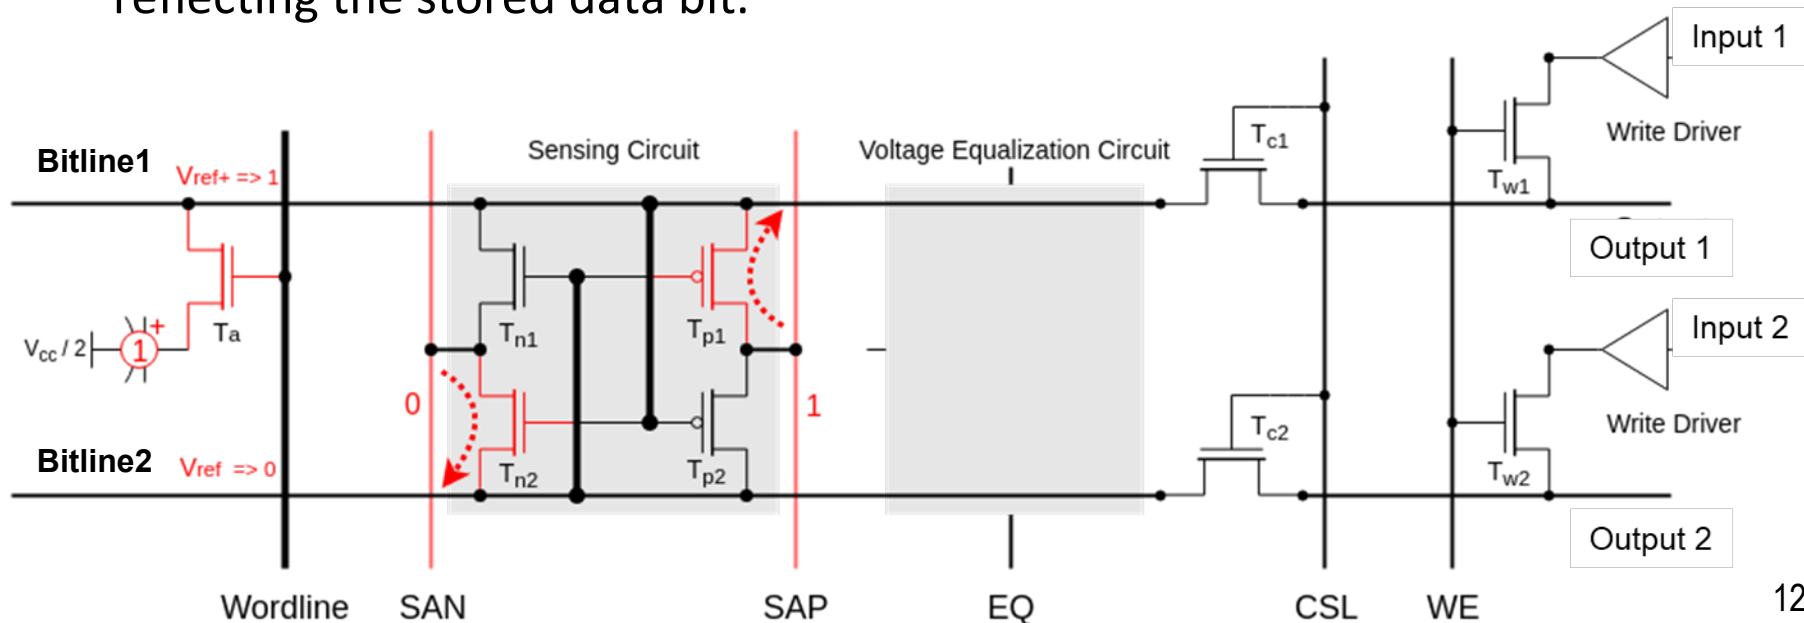 reflecting the stored data bit.
Input 1
Write Driver
Tc1
Tw1
Sensing Circuit
Voltage Equalization Circuit
Bitline1
Vref+ => 1
Output 1
Ta
Tn1
Tp1
Vcc / 2
1
+
Input 2
Write Driver
0
1
Tc2
Bitline2
Vref => 0
Tn2
Tp2
Tw2
Output 2
Wordline
SAN
SAP
EQ
CSL
WE
12